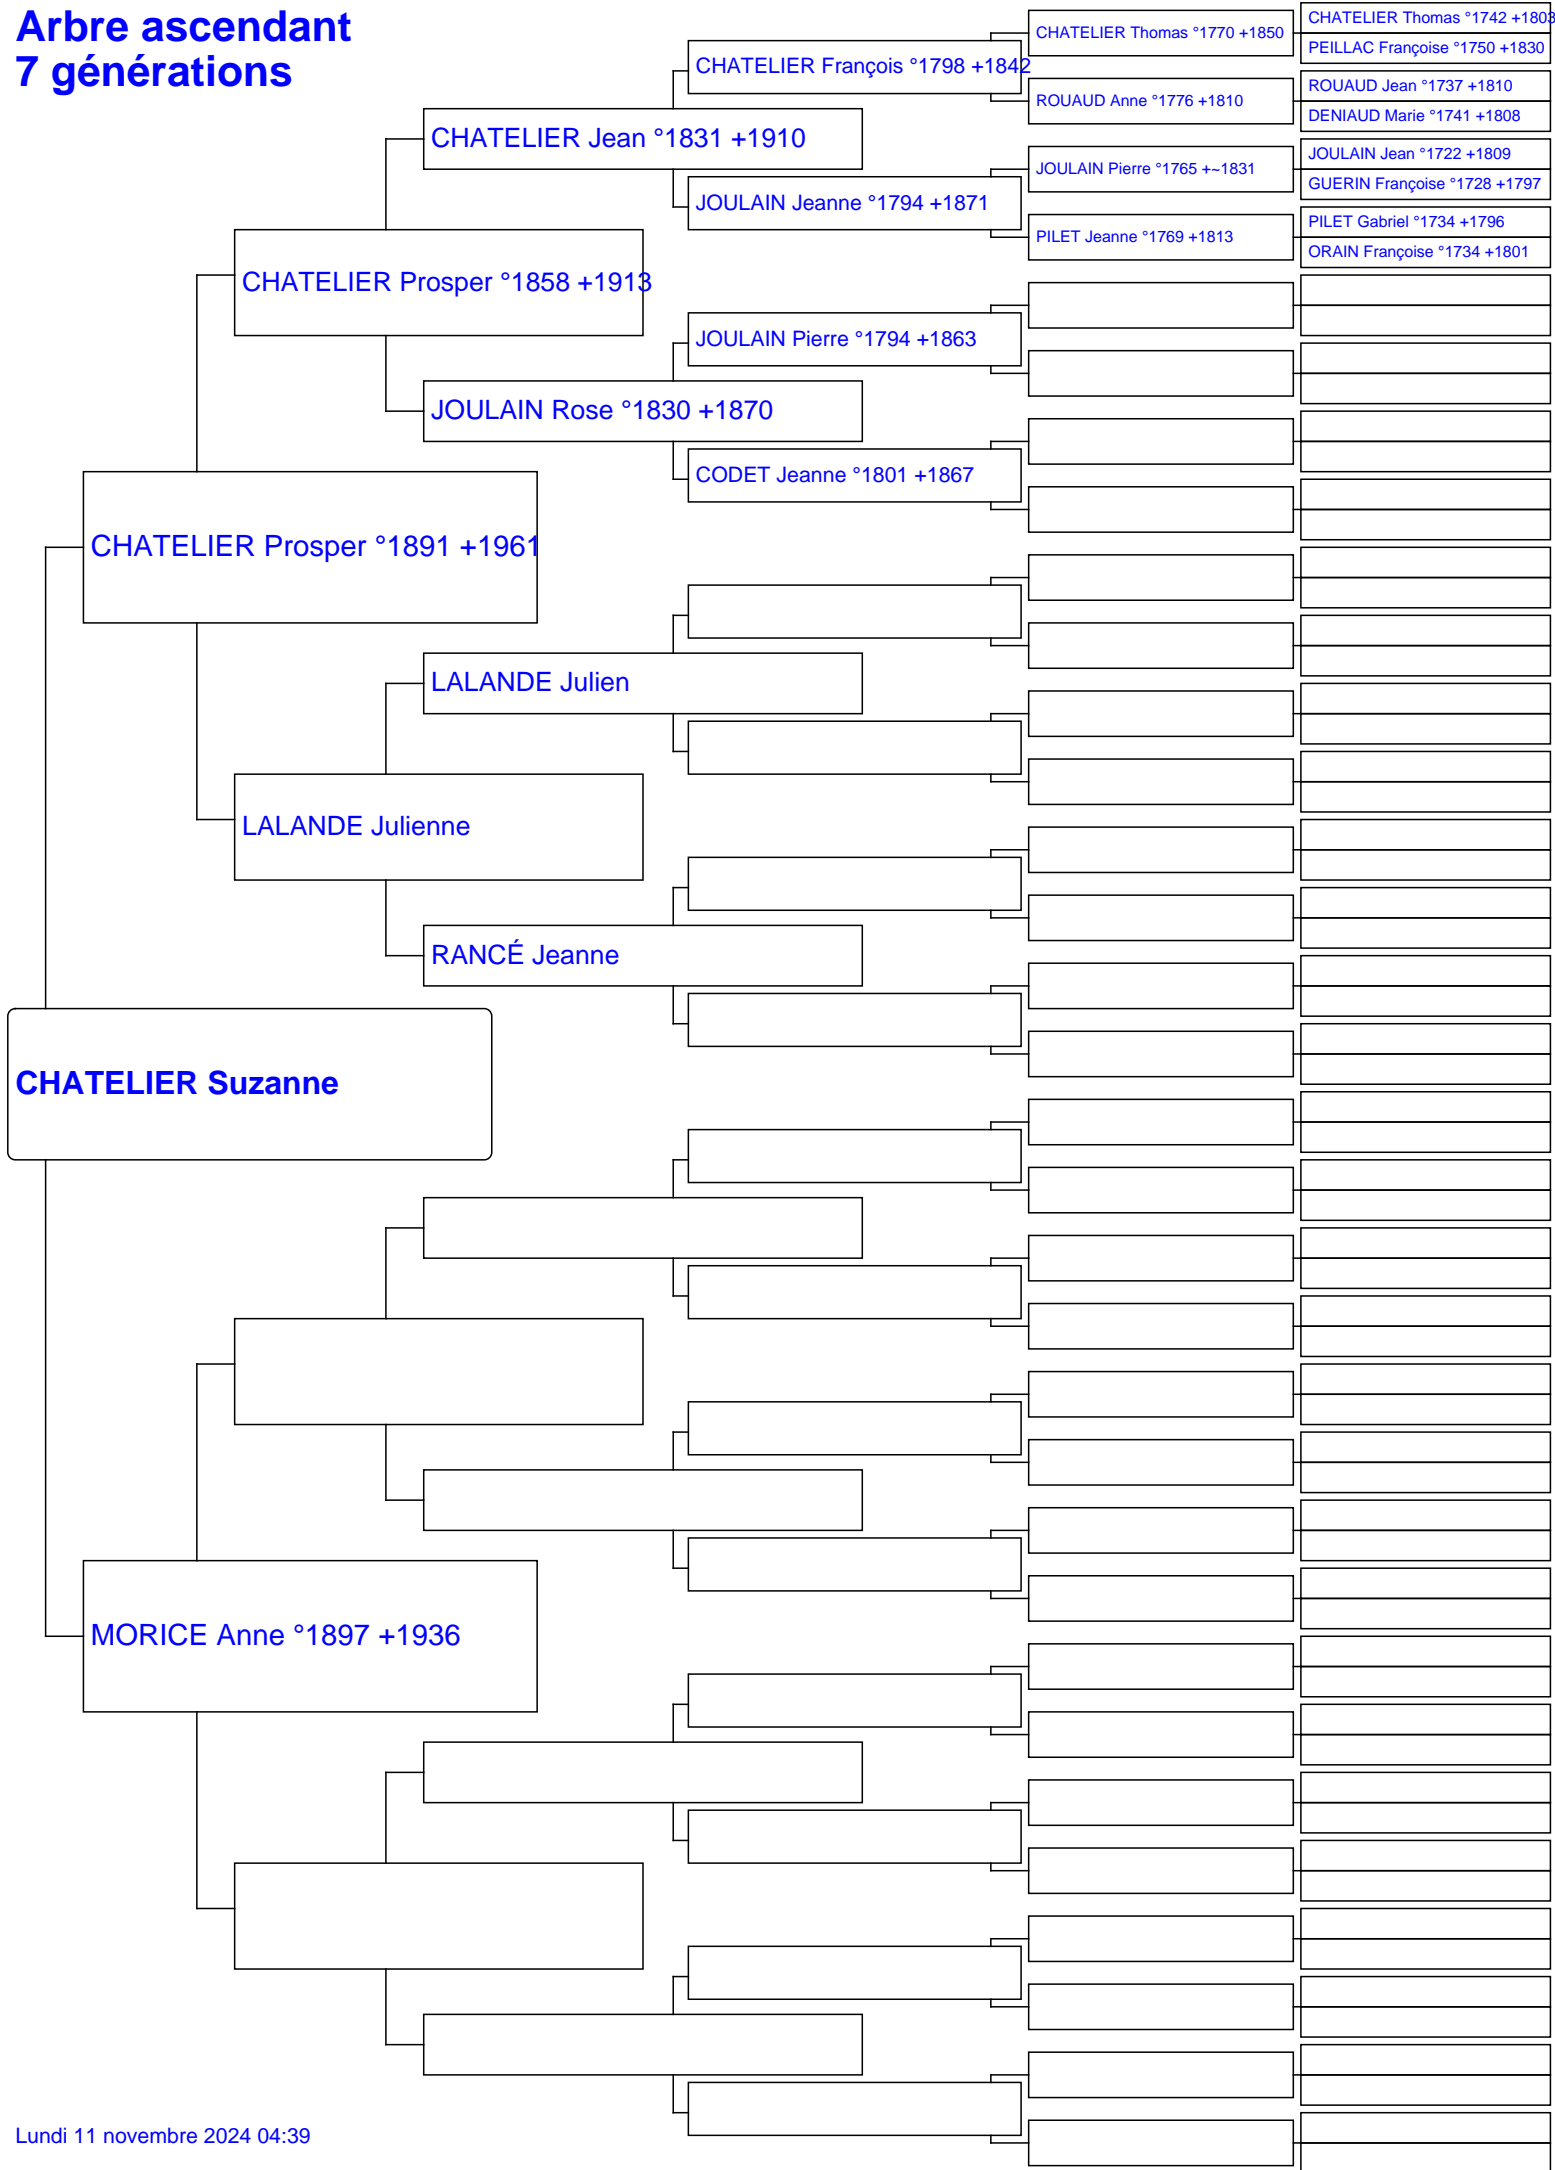 Arbre ascendant
7 générations
CHATELIER Suzanne
CHATELIER Prosper °1891 +1961
MORICE Anne °1897 +1936
CHATELIER Prosper °1858 +1913
LALANDE Julienne
CHATELIER Jean °1831 +1910
JOULAIN Rose °1830 +1870
LALANDE Julien
RANCÉ Jeanne
CHATELIER François °1798 +1842
JOULAIN Jeanne °1794 +1871
JOULAIN Pierre °1794 +1863
CODET Jeanne °1801 +1867
CHATELIER Thomas °1770 +1850
ROUAUD Anne °1776 +1810
JOULAIN Pierre °1765 +~1831
PILET Jeanne °1769 +1813
CHATELIER Thomas °1742 +1803
PEILLAC Françoise °1750 +1830
ROUAUD Jean °1737 +1810
DENIAUD Marie °1741 +1808
JOULAIN Jean °1722 +1809
GUERIN Françoise °1728 +1797
PILET Gabriel °1734 +1796
ORAIN Françoise °1734 +1801
Lundi 11 novembre 2024 04:39